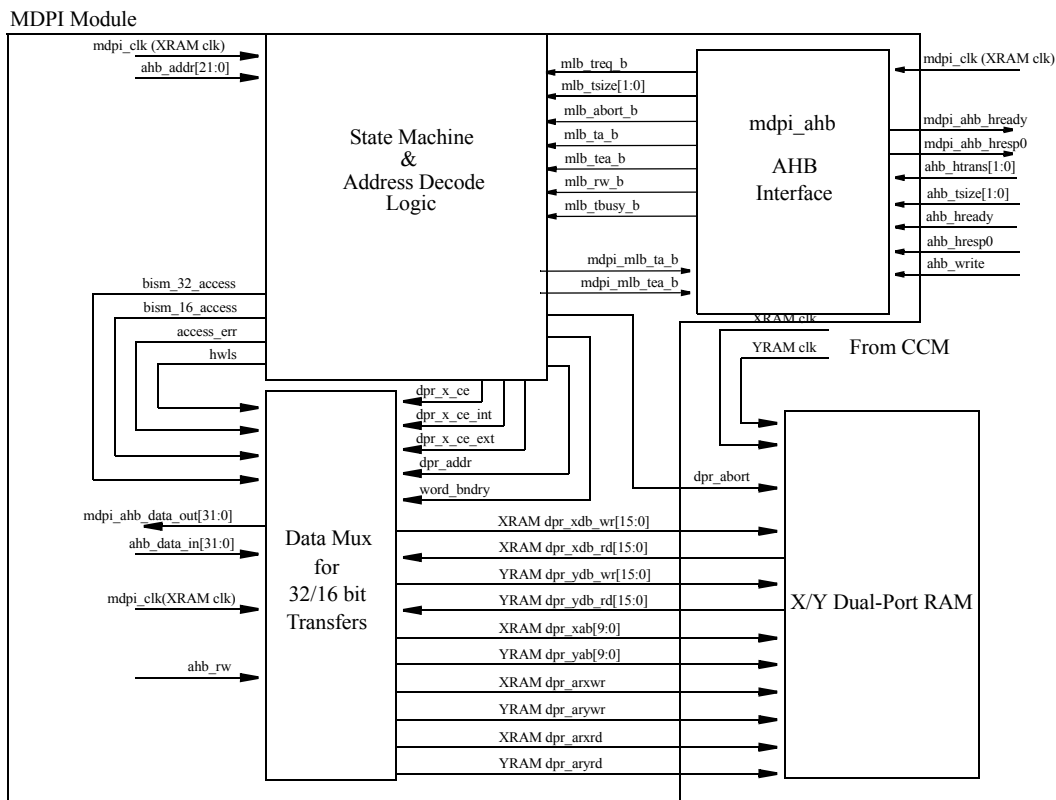 MDPI Module
mdpi_clk (XRAM clk)
ahb_addr[21:0]
State Machine
&
Address Decode
Logic
mlb_treq_b
mlb_tsize[1:0]
mlb_abort_b
mlb_ta_b
mlb_tea_b
mlb_rw_b
mlb_tbusy_b
mdpi_mlb_ta_b
mdpi_mlb_tea_b
mdpi_ahb
AHB
Interface
mdpi_clk (XRAM clk)
mdpi_ahb_hready
mdpi_ahb_hresp0
ahb_htrans[1:0]
ahb_tsize[1:0]
ahb_hready
ahb_hresp0
ahb_write
bism_32_access
bism_16_access
access_err
hwls
XRAM clk
YRAM clk
From CCM
dpr_x_ce
dpr_x_ce_int
dpr_x_ce_ext
dpr_addr
word_bndry
dpr_abort
mdpi_ahb_data_out[31:0]
ahb_data_in[31:0]
mdpi_clk(XRAM clk)
ahb_rw
Data Mux
for
32/16 bit
Transfers
XRAM dpr_xdb_wr[15:0]
XRAM dpr_xdb_rd[15:0]
YRAM dpr_ydb_wr[15:0]
YRAM dpr_ydb_rd[15:0]
XRAM dpr_xab[9:0]
YRAM dpr_yab[9:0]
XRAM dpr_arxwr
YRAM dpr_arywr
XRAM dpr_arxrd
YRAM dpr_aryrd
X/Y Dual-Port RAM